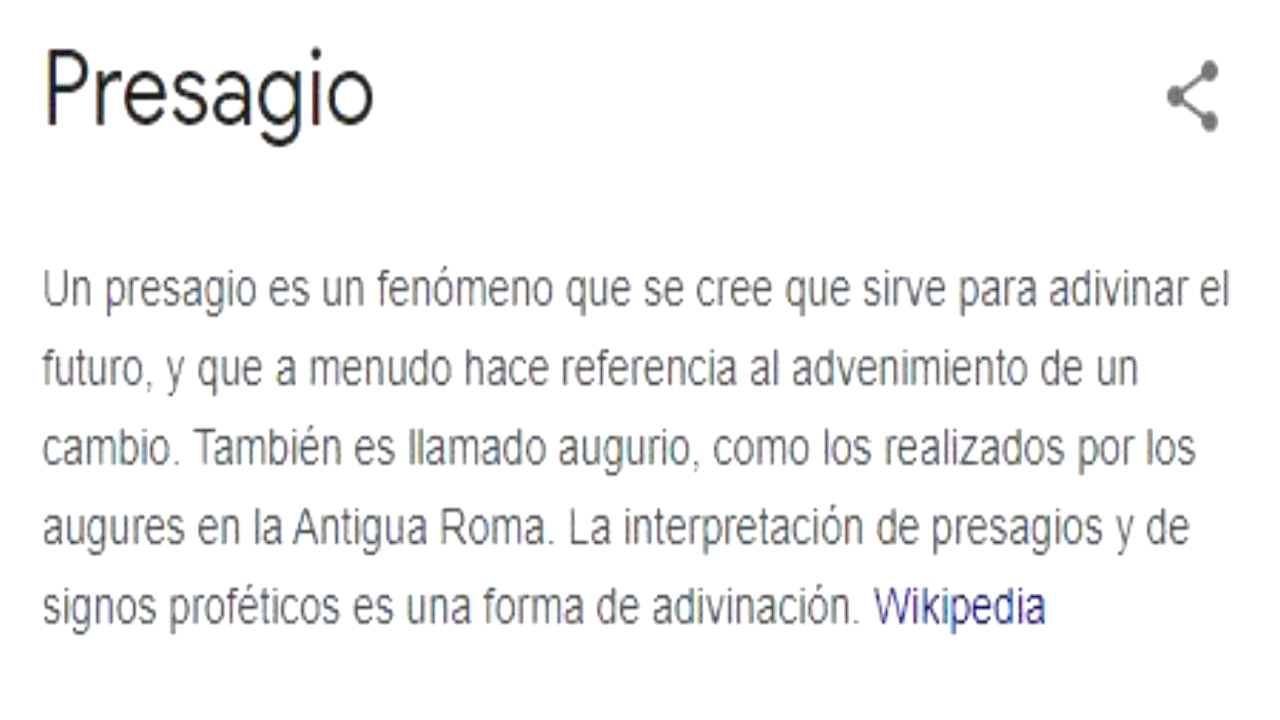 Presagio
Un presagio es un fenómeno que se cree que sirve para adivinar el
futuro, y que a menudo hace referencia al advenimiento de un
cambio. También es llamado augurio, como los realizados por los
augures en la Antigua Roma. La interpretación de presagios y de
signos proféticos es una forma de adivinación. Wikipedia